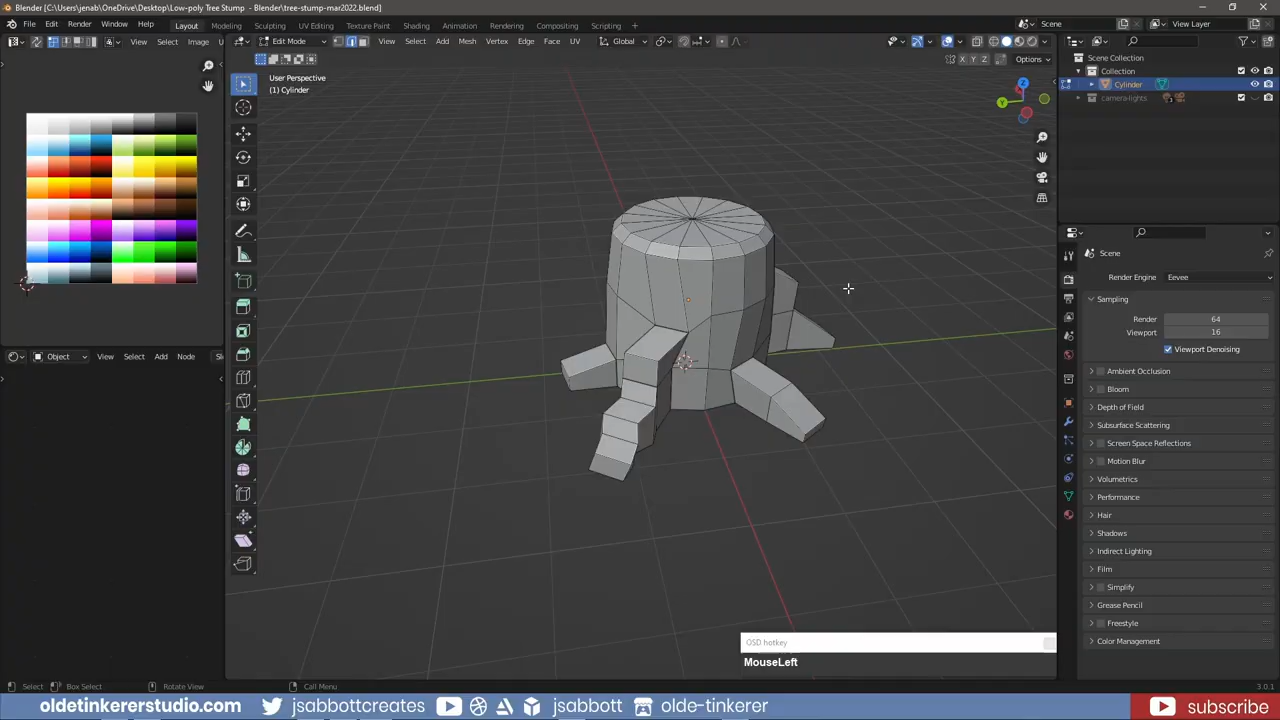 Blender [C:\Users\jenab\OneDrive\Desktop\Low-poly Tree Stump - Blender\tree-stump-mar2022.blend]
File Edit Render Window Help Layout Modeling Sculpting UV Editing Texture Paint Shading Animation Rendering Compositing Scripting Scene View Layer
View Select Image Edit Mode View Select Add Mesh Vertex Edge Face UV Global
X Y Z Options
Scene Collection
Collection
Cylinder
camera-lights
User Perspective
(1) Cylinder
Scene
Render Engine Eevee
Sampling
Render 64
Viewport 16
Viewport Denoising
Object View Select Add Node
Ambient Occlusion
Bloom
Depth of Field
Subsurface Scattering
Screen Space Reflections
Motion Blur
Volumetrics
Performance
Hair
Shadows
Indirect Lighting
Film
Simplify
Grease Pencil
Freestyle
Color Management
OSD hotkey
MouseLeft
Select Box Select Rotate View Call Menu 3.0.1
oldetinkererstudio.com jsabbottcreates jsabbott olde-tinkerer subscribe